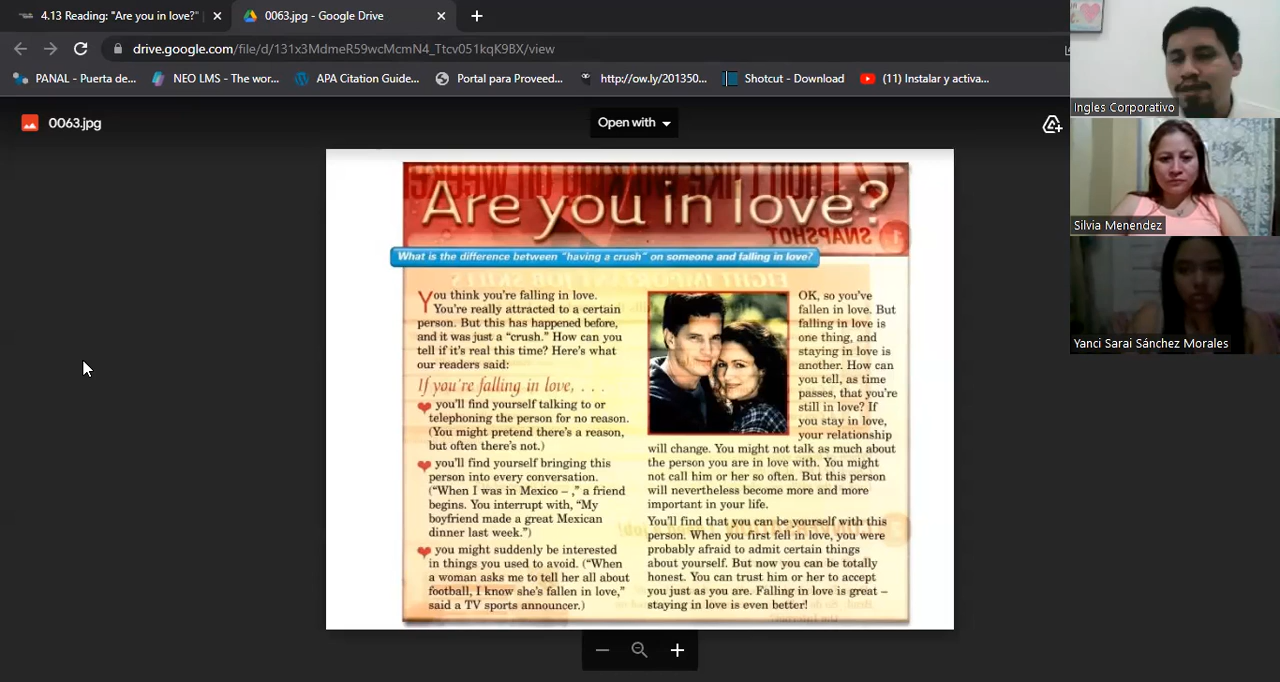 4.13 Reading: "Are you in love?"
0063.jpg - Google Drive
drive.google.com/file/d/131x3MdmeR59wcMcmN4_Ttcv051kqK9BX/view
PANAL - Puerta de...
NEO LMS - The wor...
APA Citation Guide...
Portal para Proveed...
http://ow.ly/201350...
Shotcut - Download
(11) Instalar y activa...
0063.jpg
Open with
Are you in love?
SNAPSHOT
What is the difference between "having a crush" on someone and falling in love?
You think you're falling in love.
You're really attracted to a certain
person. But this has happened before,
and it was just a "crush." How can you
tell if it's real this time? Here's what
our readers said:
If you're falling in love, . . .
you'll find yourself talking to or
telephoning the person for no reason.
(You might pretend there's a reason,
but often there's not.)
you'll find yourself bringing this
person into every conversation.
("When I was in Mexico – ," a friend
begins. You interrupt with, "My
boyfriend made a great Mexican
dinner last week.")
you might suddenly be interested
in things you used to avoid. ("When
a woman asks me to tell her all about
football, I know she's fallen in love,"
said a TV sports announcer.)
OK, so you've
fallen in love. But
falling in love is
one thing, and
staying in love is
another. How can
you tell, as time
passes, that you're
still in love? If
you stay in love,
your relationship
will change. You might not talk as much about
the person you are in love with. You might
not call him or her so often. But this person
will nevertheless become more and more
important in your life.
You'll find that you can be yourself with this
person. When you first fell in love, you were
probably afraid to admit certain things
about yourself. But now you can be totally
honest. You can trust him or her to accept
you just as you are. Falling in love is great –
staying in love is even better!
Ingles Corporativo
Silvia Menendez
Yanci Sarai Sánchez Morales